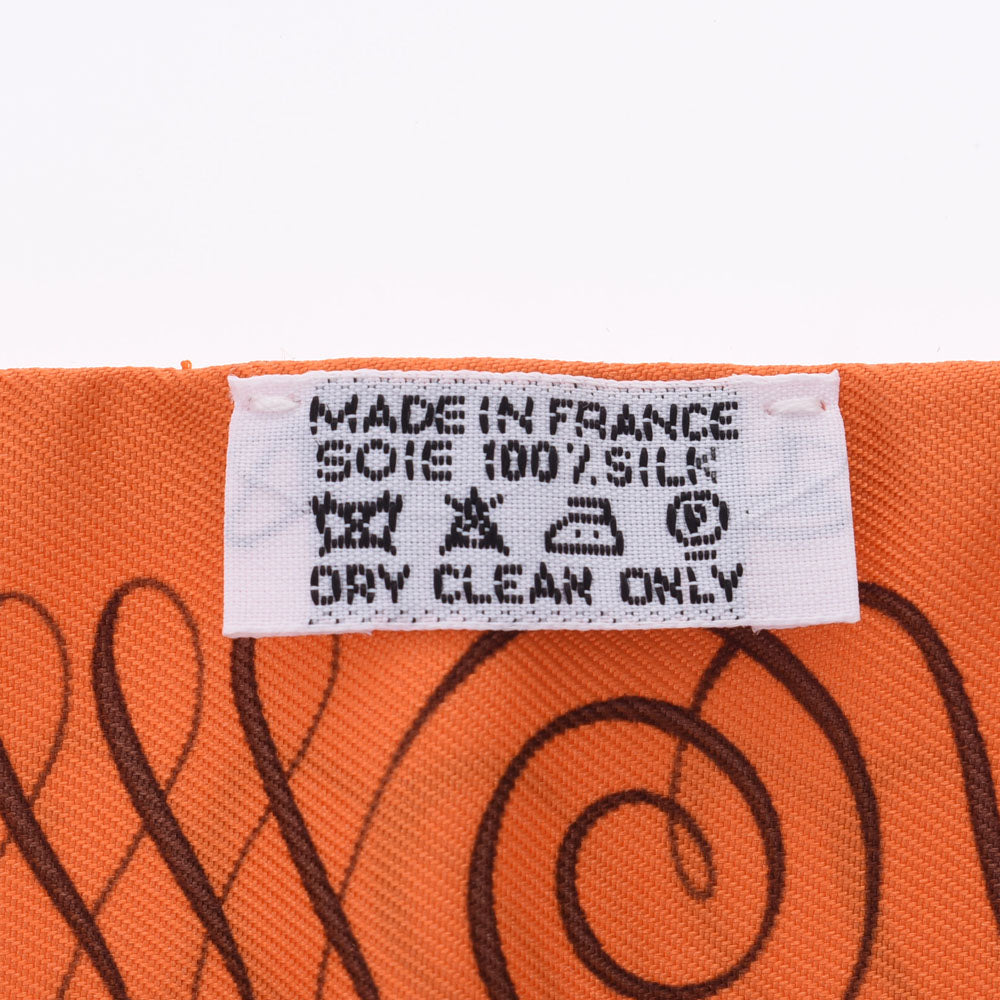 MADE IN FRANCE
SOIE 100% SILK
P
DRY CLEAN ONLY